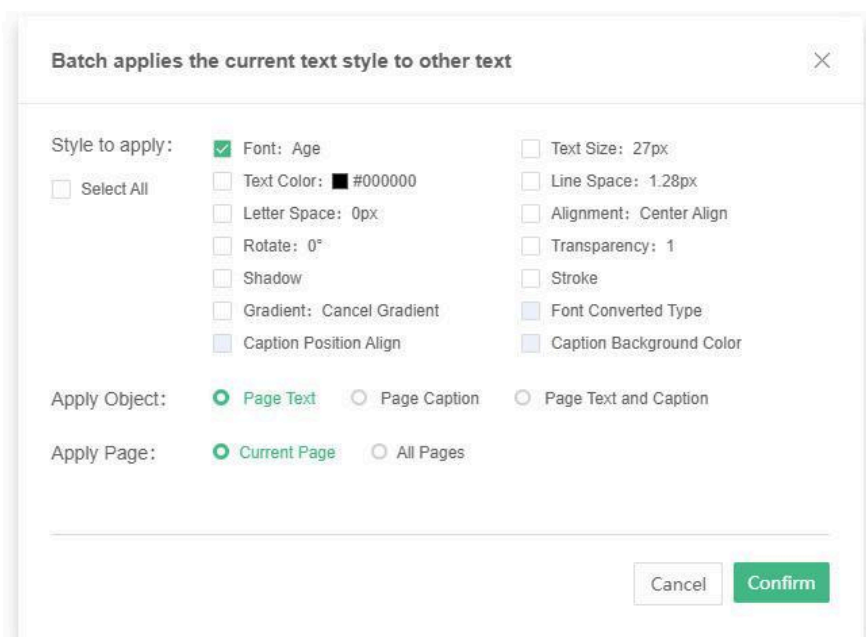 Batch applies the current text style to other text
Style to apply:
Select All
Font: Age
Text Size: 27px
Text Color: #000000
Line Space: 1.28px
Letter Space: 0px
Alignment: Center Align
Rotate: 0°
Transparency: 1
Shadow
Stroke
Gradient: Cancel Gradient
Font Converted Type
Caption Position Align
Caption Background Color
Apply Object: Page Text Page Caption Page Text and Caption
Apply Page: Current Page All Pages
Cancel Confirm